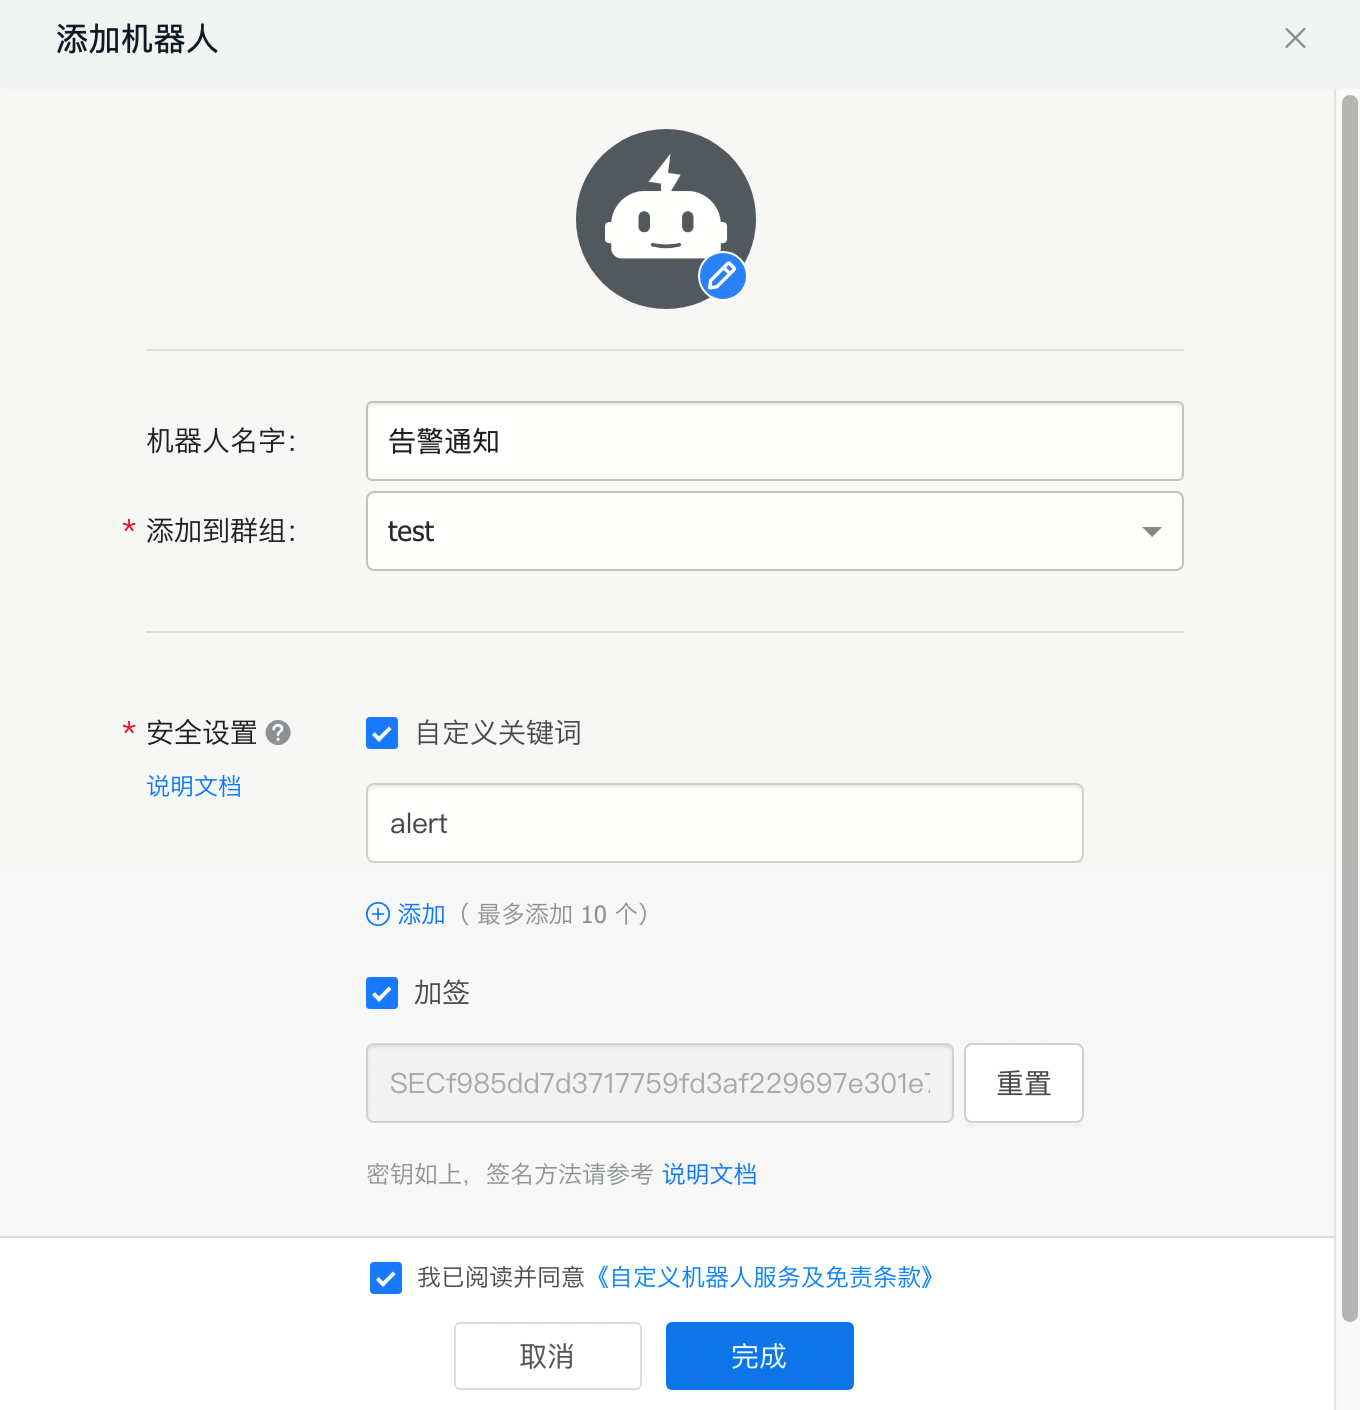 添加机器人
机器人名字：
告警通知
* 添加到群组：
test
* 安全设置 ?
自定义关键词
说明文档
alert
添加（ 最多添加 10 个）
加签
SECf985dd7d3717759fd3af229697e301e7
重置
密钥如上，签名方法请参考 说明文档
我已阅读并同意《自定义机器人服务及免责条款》
取消
完成